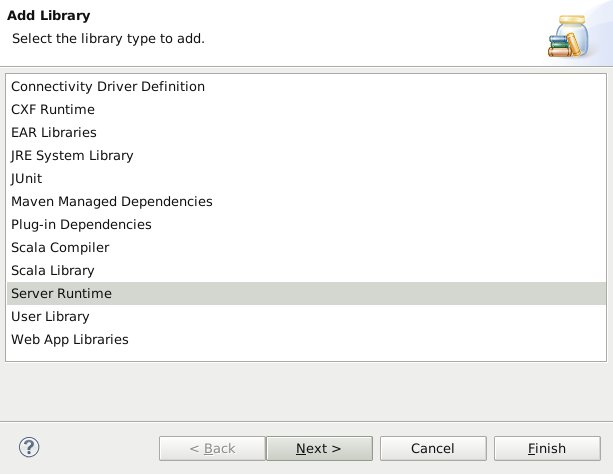 Add Library
Select the library type to add.
Connectivity Driver Definition
CXF Runtime
EAR Libraries
JRE System Library
JUnit
Maven Managed Dependencies
Plug-in Dependencies
Scala Compiler
Scala Library
Server Runtime
User Library
Web App Libraries
? < Back Next > Cancel Finish